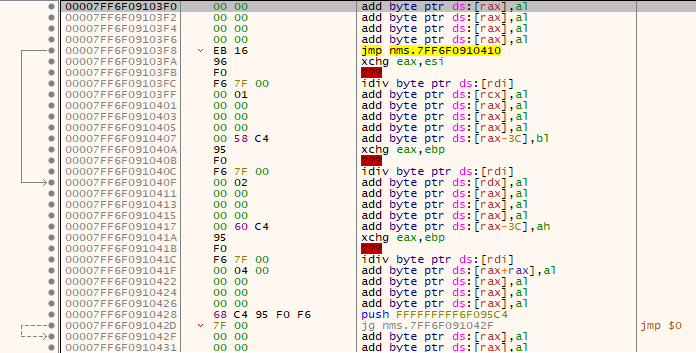 00007FF6F09103F0 00 00 add byte ptr ds:[rax],al
00007FF6F09103F2 00 00 add byte ptr ds:[rax],al
00007FF6F09103F4 00 00 add byte ptr ds:[rax],al
00007FF6F09103F6 00 00 add byte ptr ds:[rax],al
00007FF6F09103F8 EB 16 jmp nms.7FF6F0910410
00007FF6F09103FA 96 xchg eax,esi
00007FF6F09103FB F0 ???
00007FF6F09103FC F6 7F 00 idiv byte ptr ds:[rdi]
00007FF6F09103FF 00 01 add byte ptr ds:[rcx],al
00007FF6F0910401 00 00 add byte ptr ds:[rax],al
00007FF6F0910403 00 00 add byte ptr ds:[rax],al
00007FF6F0910405 00 00 add byte ptr ds:[rax],al
00007FF6F0910407 00 58 C4 add byte ptr ds:[rax-3C],bl
00007FF6F091040A 95 xchg eax,ebp
00007FF6F091040B F0 ???
00007FF6F091040C F6 7F 00 idiv byte ptr ds:[rdi]
00007FF6F091040F 00 02 add byte ptr ds:[rdx],al
00007FF6F0910411 00 00 add byte ptr ds:[rax],al
00007FF6F0910413 00 00 add byte ptr ds:[rax],al
00007FF6F0910415 00 00 add byte ptr ds:[rax],al
00007FF6F0910417 00 60 C4 add byte ptr ds:[rax-3C],ah
00007FF6F091041A 95 xchg eax,ebp
00007FF6F091041B F0 ???
00007FF6F091041C F6 7F 00 idiv byte ptr ds:[rdi]
00007FF6F091041F 00 04 00 add byte ptr ds:[rax+rax],al
00007FF6F0910422 00 00 add byte ptr ds:[rax],al
00007FF6F0910424 00 00 add byte ptr ds:[rax],al
00007FF6F0910426 00 00 add byte ptr ds:[rax],al
00007FF6F0910428 68 C4 95 F0 F6 push FFFFFFFFF6F095C4
00007FF6F091042D 7F 00 jg nms.7FF6F091042F jmp $0
00007FF6F091042F 00 00 add byte ptr ds:[rax],al
00007FF6F0910431 00 00 add byte ptr ds:[rax],al